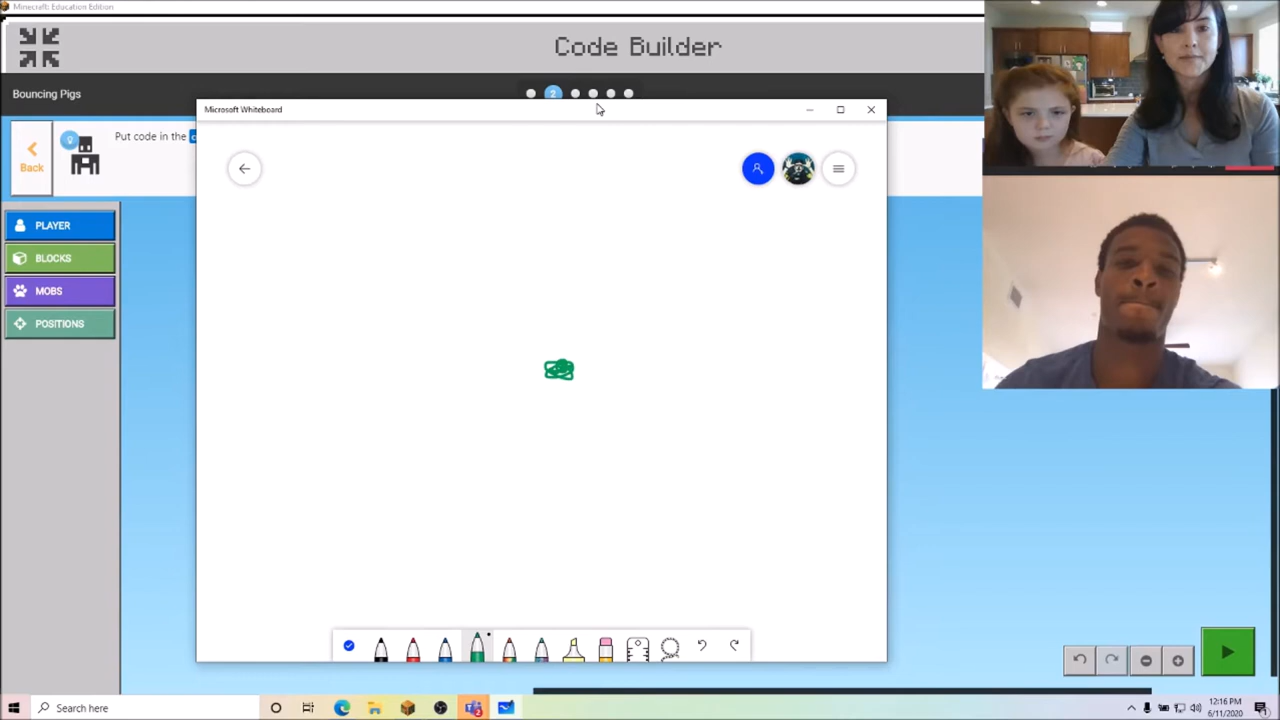 Minecraft: Education Edition
Code Builder
Bouncing Pigs
2
Microsoft Whiteboard
Back
Put code in the
PLAYER
BLOCKS
MOBS
POSITIONS
Search here
12:16 PM
6/11/2020